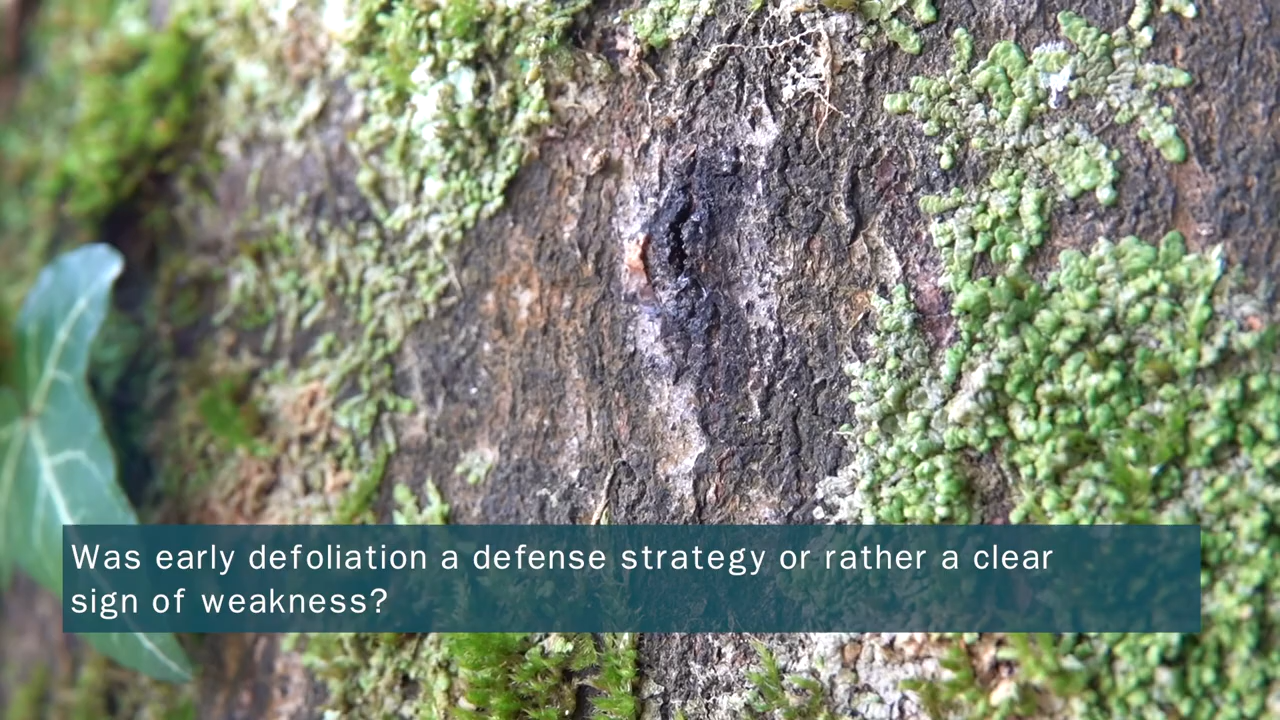 Was early defoliation a defense strategy or rather a clear
sign of weakness?